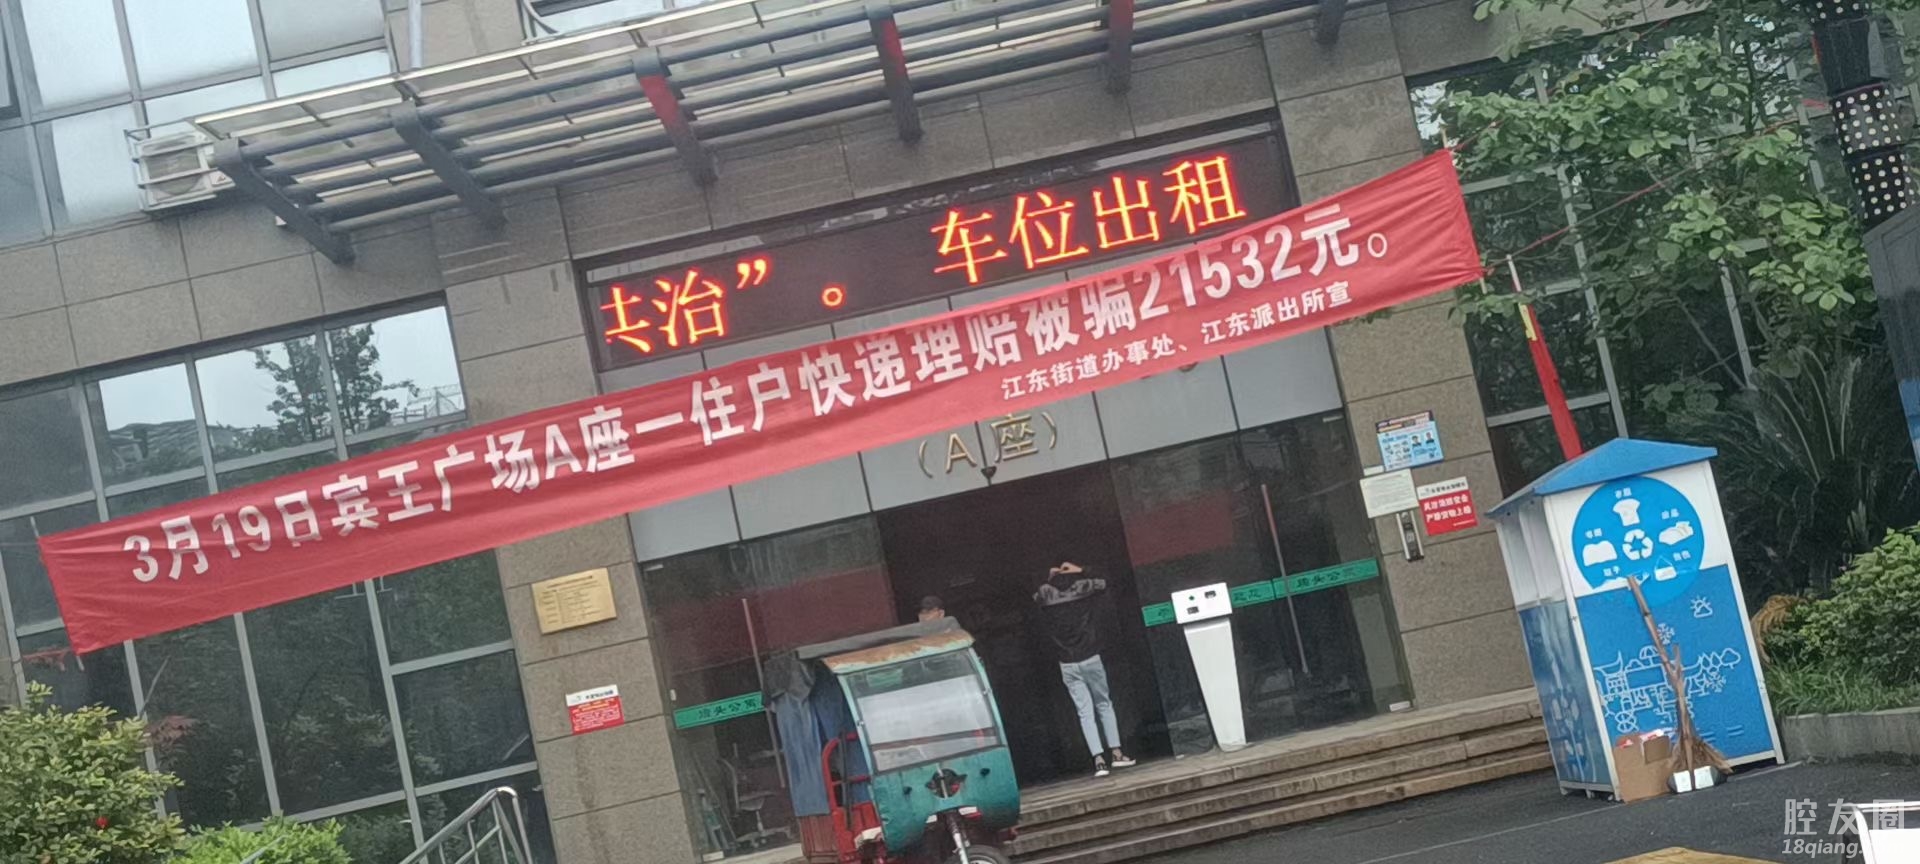 共治”。 车位出租
3月19日宾王广场A座一住户快递理赔被骗21532元。
江东街道办事处、江东派出所宣
（A座）
腔友圈
18qiang.